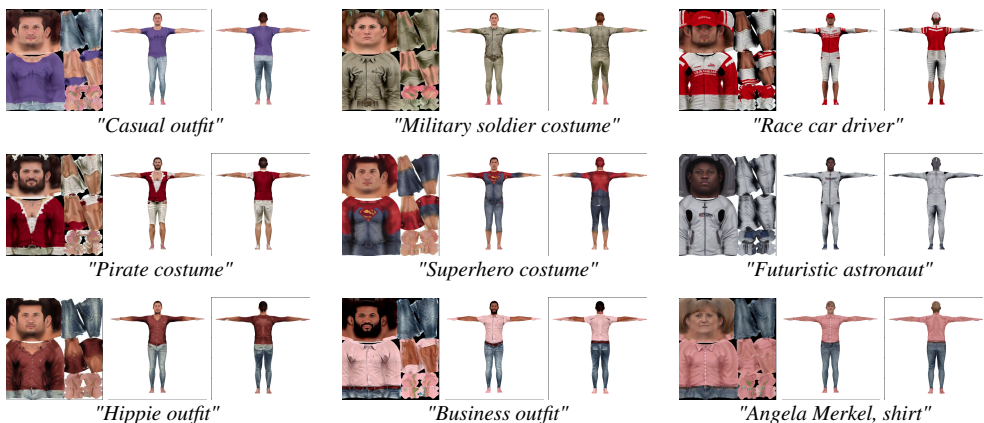 "Casual outfit"
"Military soldier costume"
"Race car driver"
"Pirate costume"
"Superhero costume"
"Futuristic astronaut"
"Hippie outfit"
"Business outfit"
"Angela Merkel, shirt"